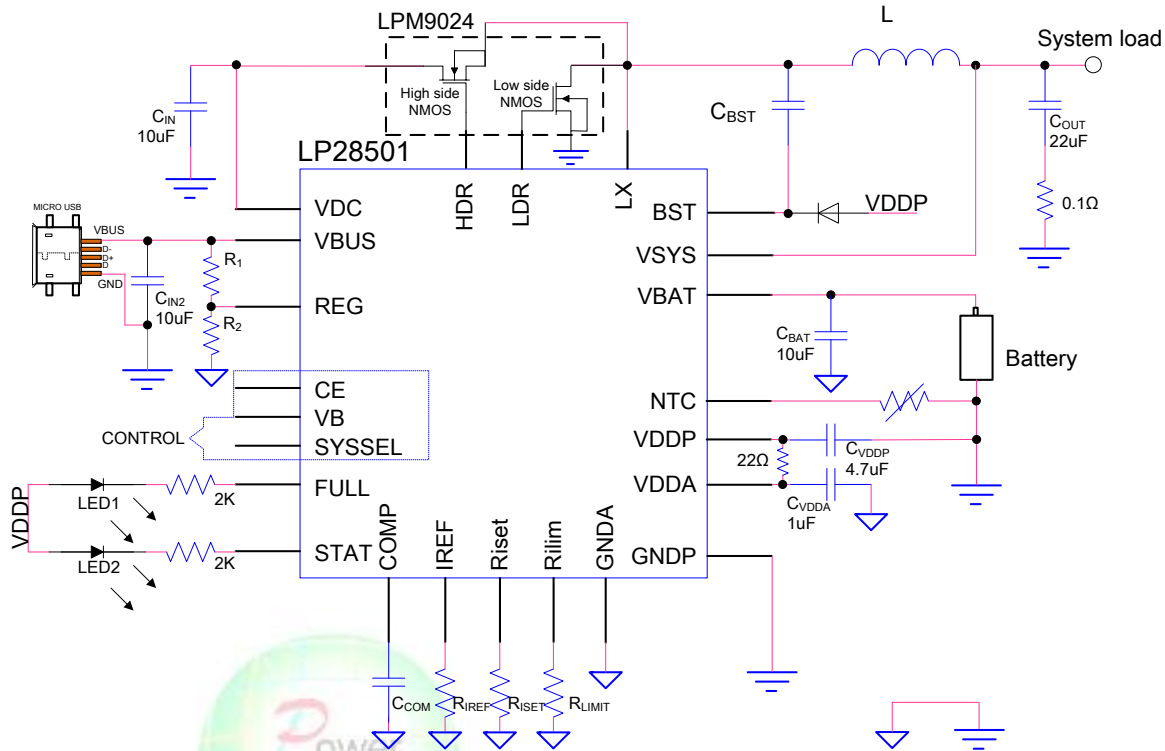 LPM9024
L
System load
High side
NMOS
Low side
NMOS
CIN
10uF
CBST
COUT
22uF
0.1Ω
LP28501
HDR
LDR
LX
VDC
VBUS
REG
CE
VB
SYSSEL
FULL
STAT
BST
VSYS
VBAT
NTC
VDDP
VDDA
GNDP
COMP
IREF
Riset
Rilim
GNDA
VDDP
MICRO USB
VBUS
D-
D+
D
GND
CIN2
10uF
R1
R2
CONTROL
VDDP
LED1
2K
LED2
2K
CBAT
10uF
Battery
22Ω
CVDDP
4.7uF
CVDDA
1uF
CCOM
RIREF
RISET
RLIMIT
Power